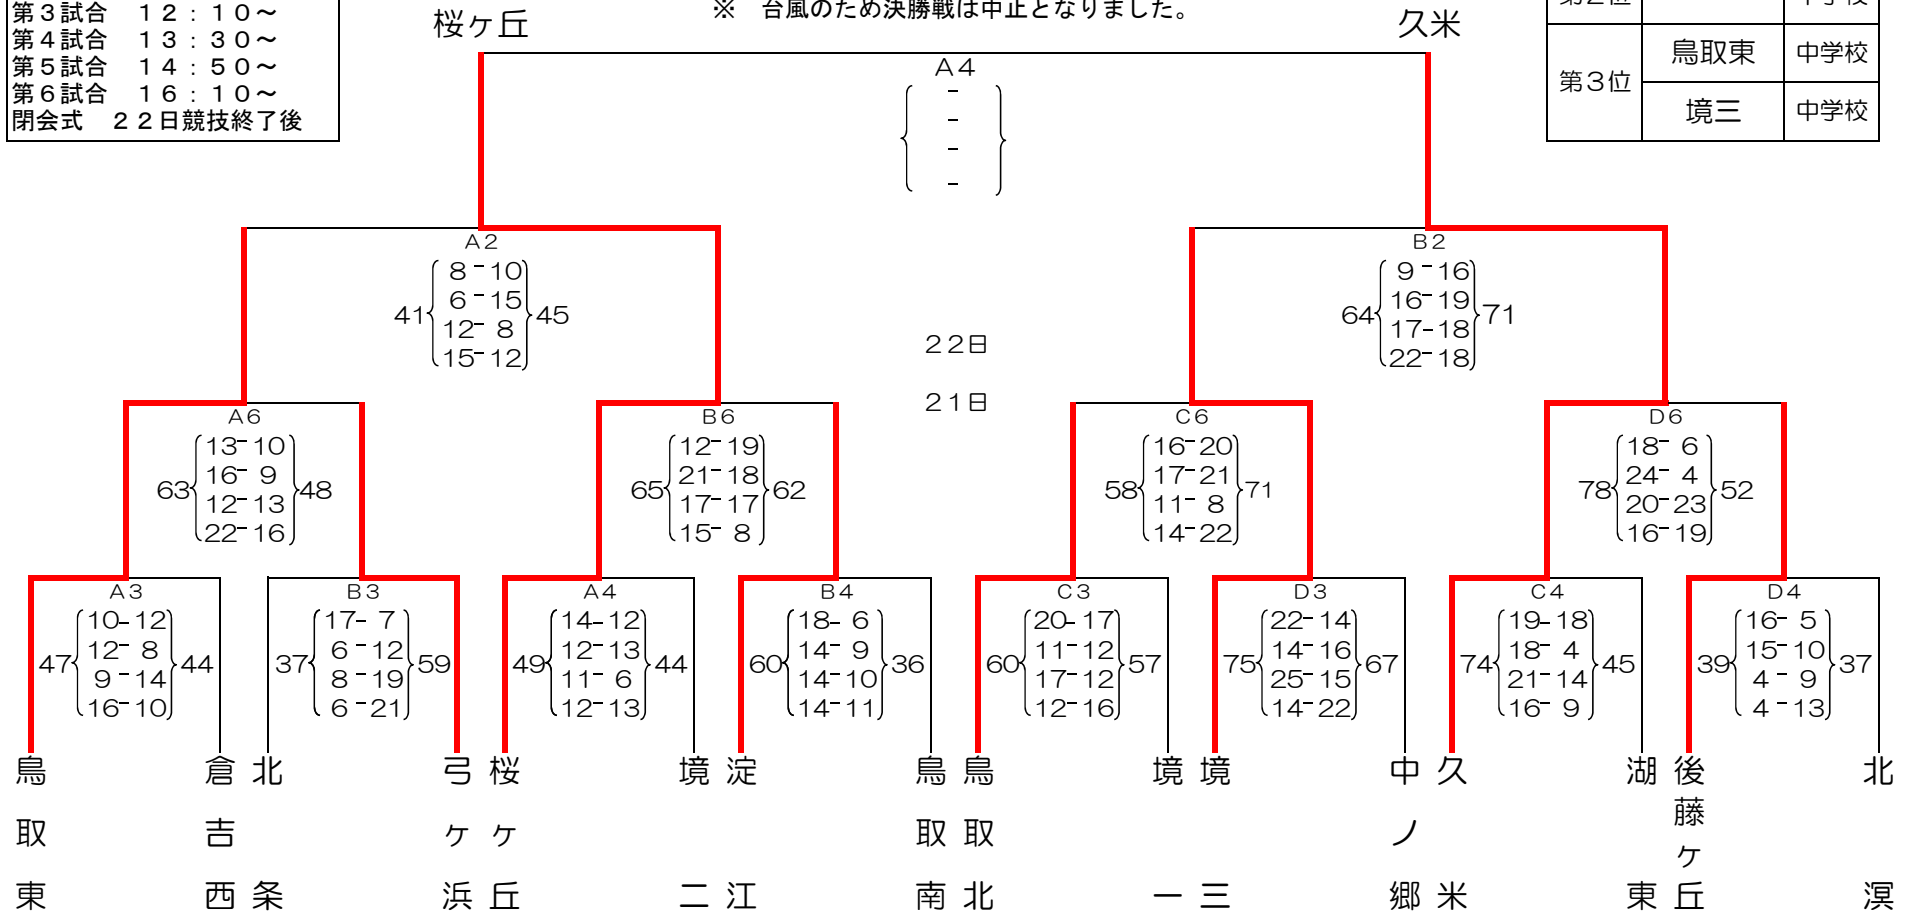 第3試合　12：10～
第4試合　13：30～
第5試合　14：50～
第6試合　16：10～
閉会式　22日競技終了後
桜ヶ丘
※　台風のため決勝戦は中止となりました。
久米
鳥取東 中学校
第3位
境三 中学校
A4
-
-
-
-
A2
8-10
6-15
41 45
12-8
15-12
B2
9-16
16-19
64 71
17-18
22-18
22日
21日
A6
13-10
16-9
63 48
12-13
22-16
B6
12-19
21-18
65 62
17-17
15-8
C6
16-20
17-21
58 71
11-8
14-22
D6
18-6
24-4
78 52
20-23
16-19
A3
10-12
12-8
47 44
9-14
16-10
B3
17-7
6-12
37 59
8-19
6-21
A4
14-12
12-13
49 44
11-6
12-13
B4
18-6
14-9
60 36
14-10
14-11
C3
20-17
11-12
60 57
17-12
12-16
D3
22-14
14-16
75 67
25-15
14-22
C4
19-18
18-4
74 45
21-14
16-9
D4
16-5
15-10
39 37
4-9
4-13
鳥取東
倉吉西
北条
弓ヶ浜
桜ヶ丘
境二
淀江
鳥取南
鳥取北
境一
境三
中ノ郷
久米
湖東
後藤ヶ丘
北溟